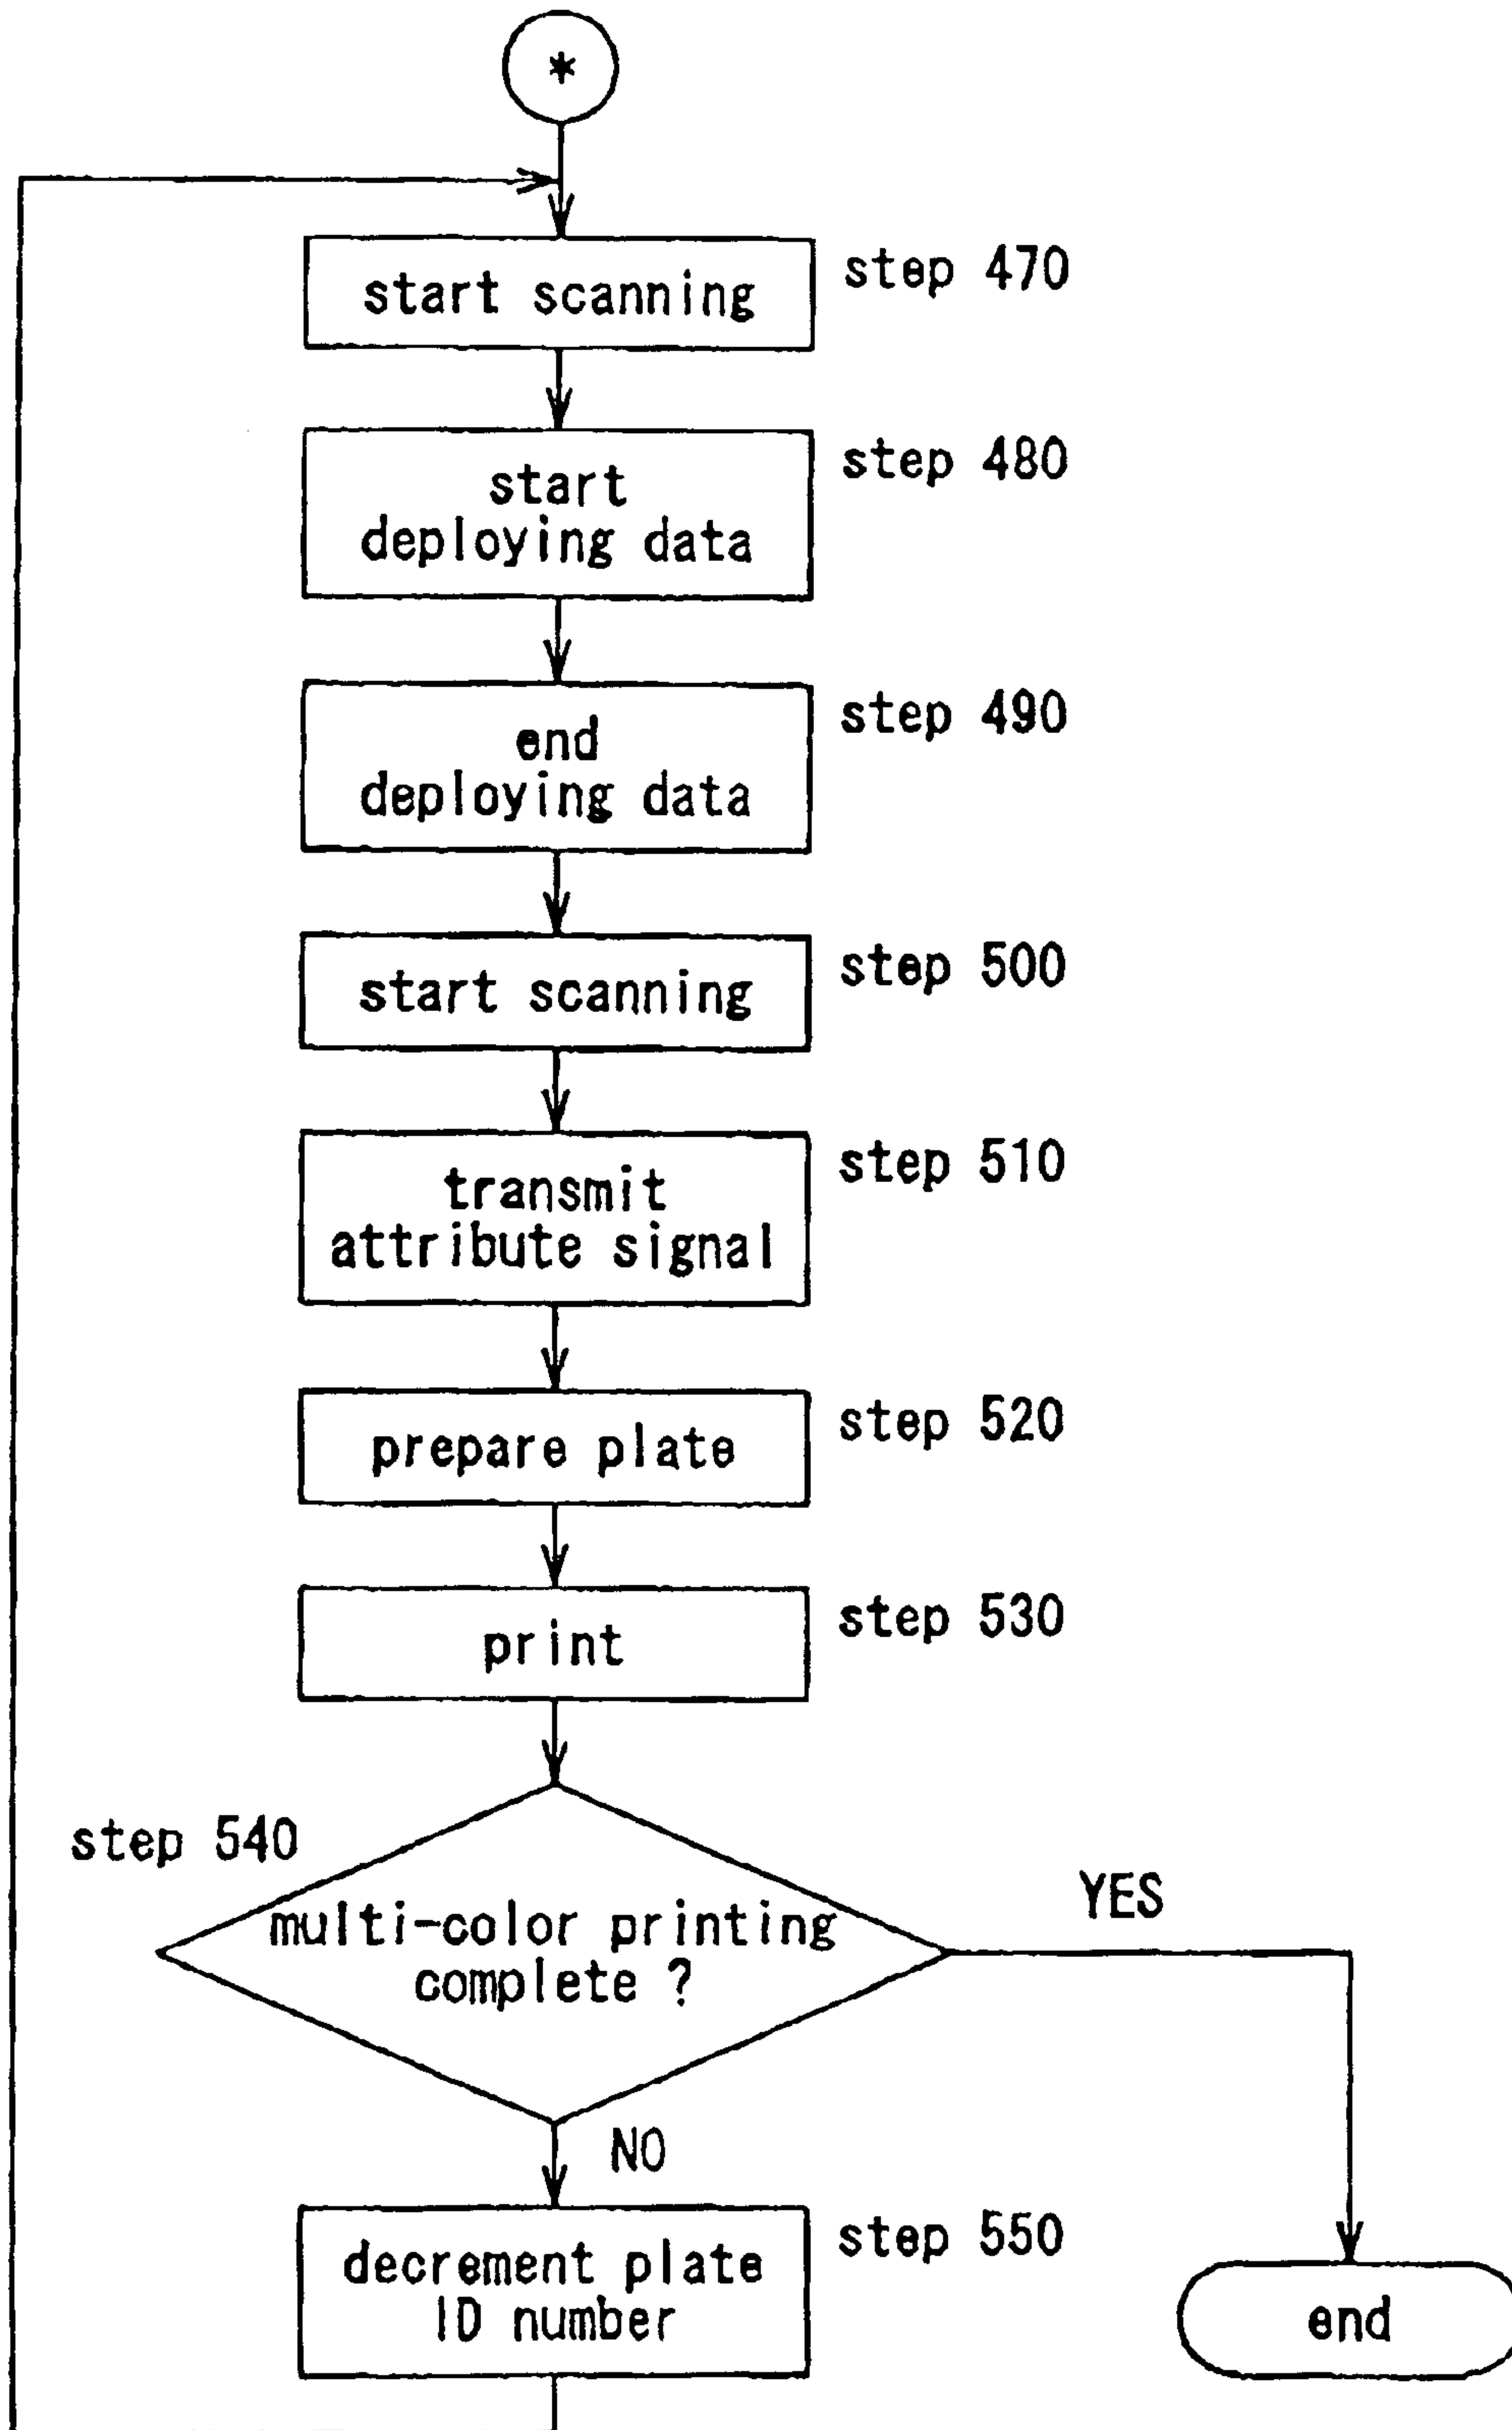 *
start scanning
step 470
start
deploying data
step 480
end
deploying data
step 490
start scanning
step 500
transmit
attribute signal
step 510
prepare plate
step 520
print
step 530
step 540
multi-color printing
complete ?
YES
NO
decrement plate
ID number
step 550
end